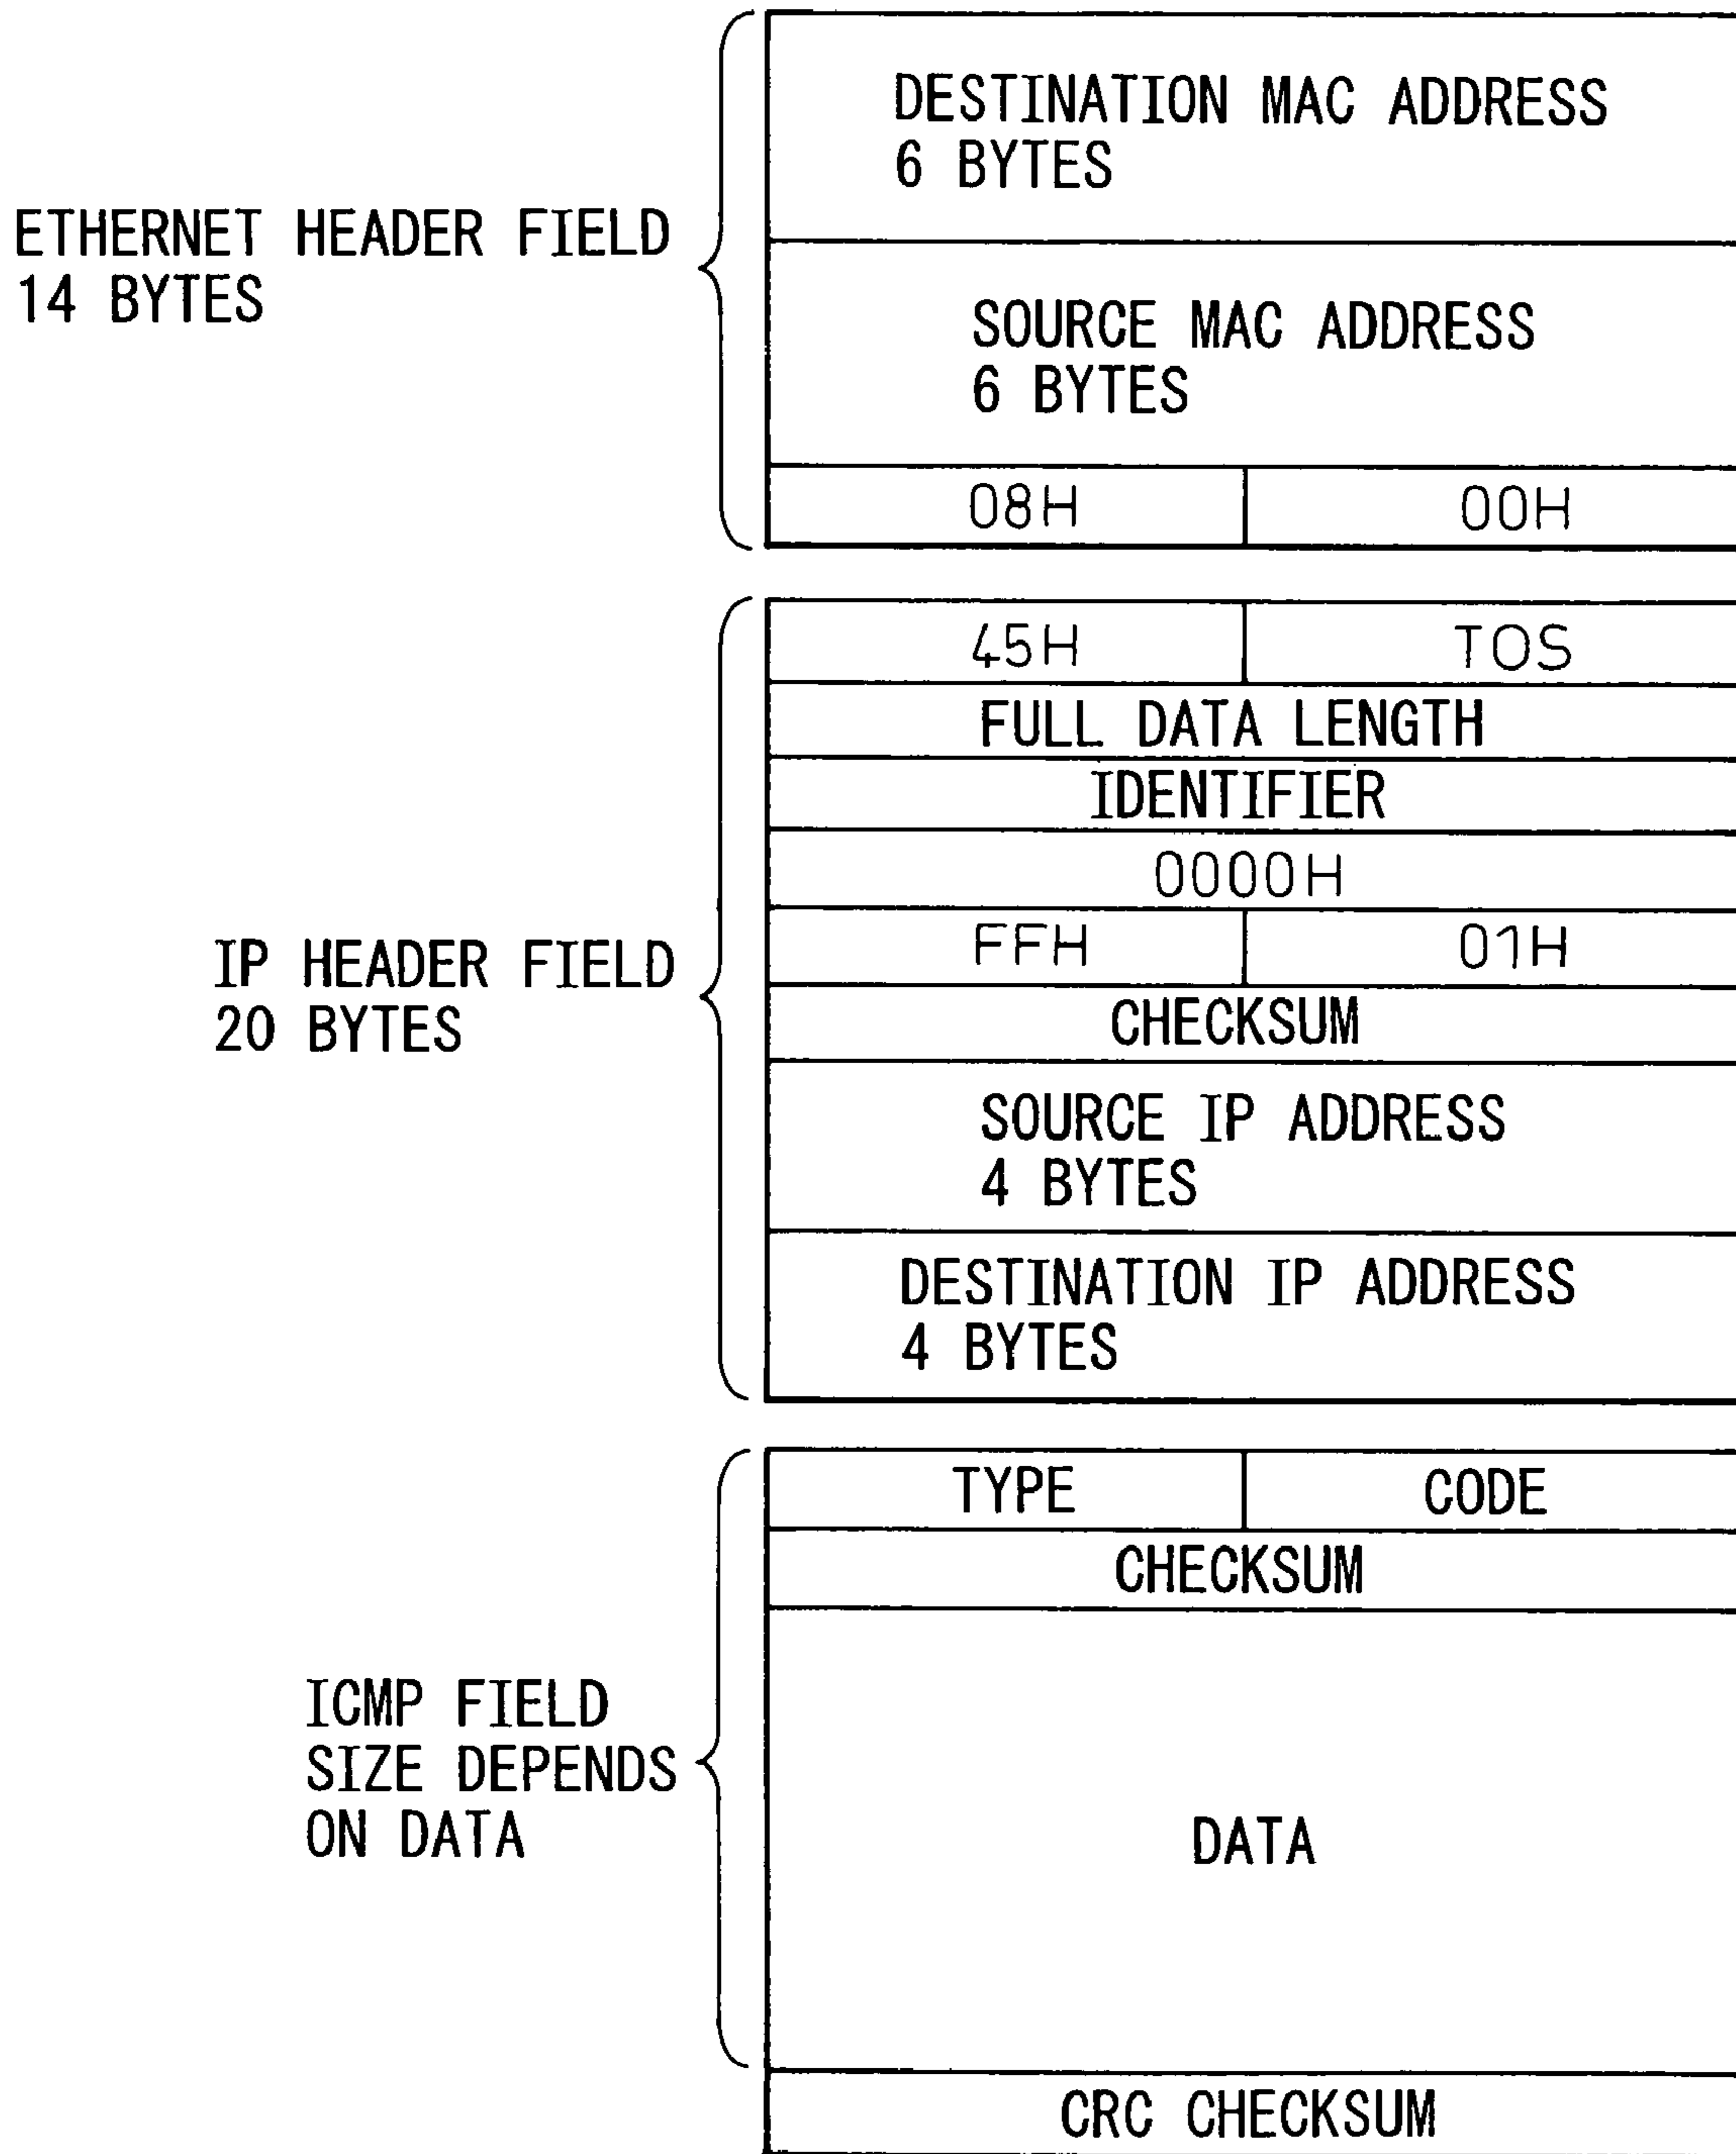 DESTINATION MAC ADDRESS
6 BYTES
ETHERNET HEADER FIELD
14 BYTES
SOURCE MAC ADDRESS
6 BYTES
08H 00H
45H TOS
FULL DATA LENGTH
IDENTIFIER
0000H
FFH 01H
IP HEADER FIELD
20 BYTES
CHECKSUM
SOURCE IP ADDRESS
4 BYTES
DESTINATION IP ADDRESS
4 BYTES
TYPE CODE
CHECKSUM
ICMP FIELD
SIZE DEPENDS
ON DATA
DATA
CRC CHECKSUM